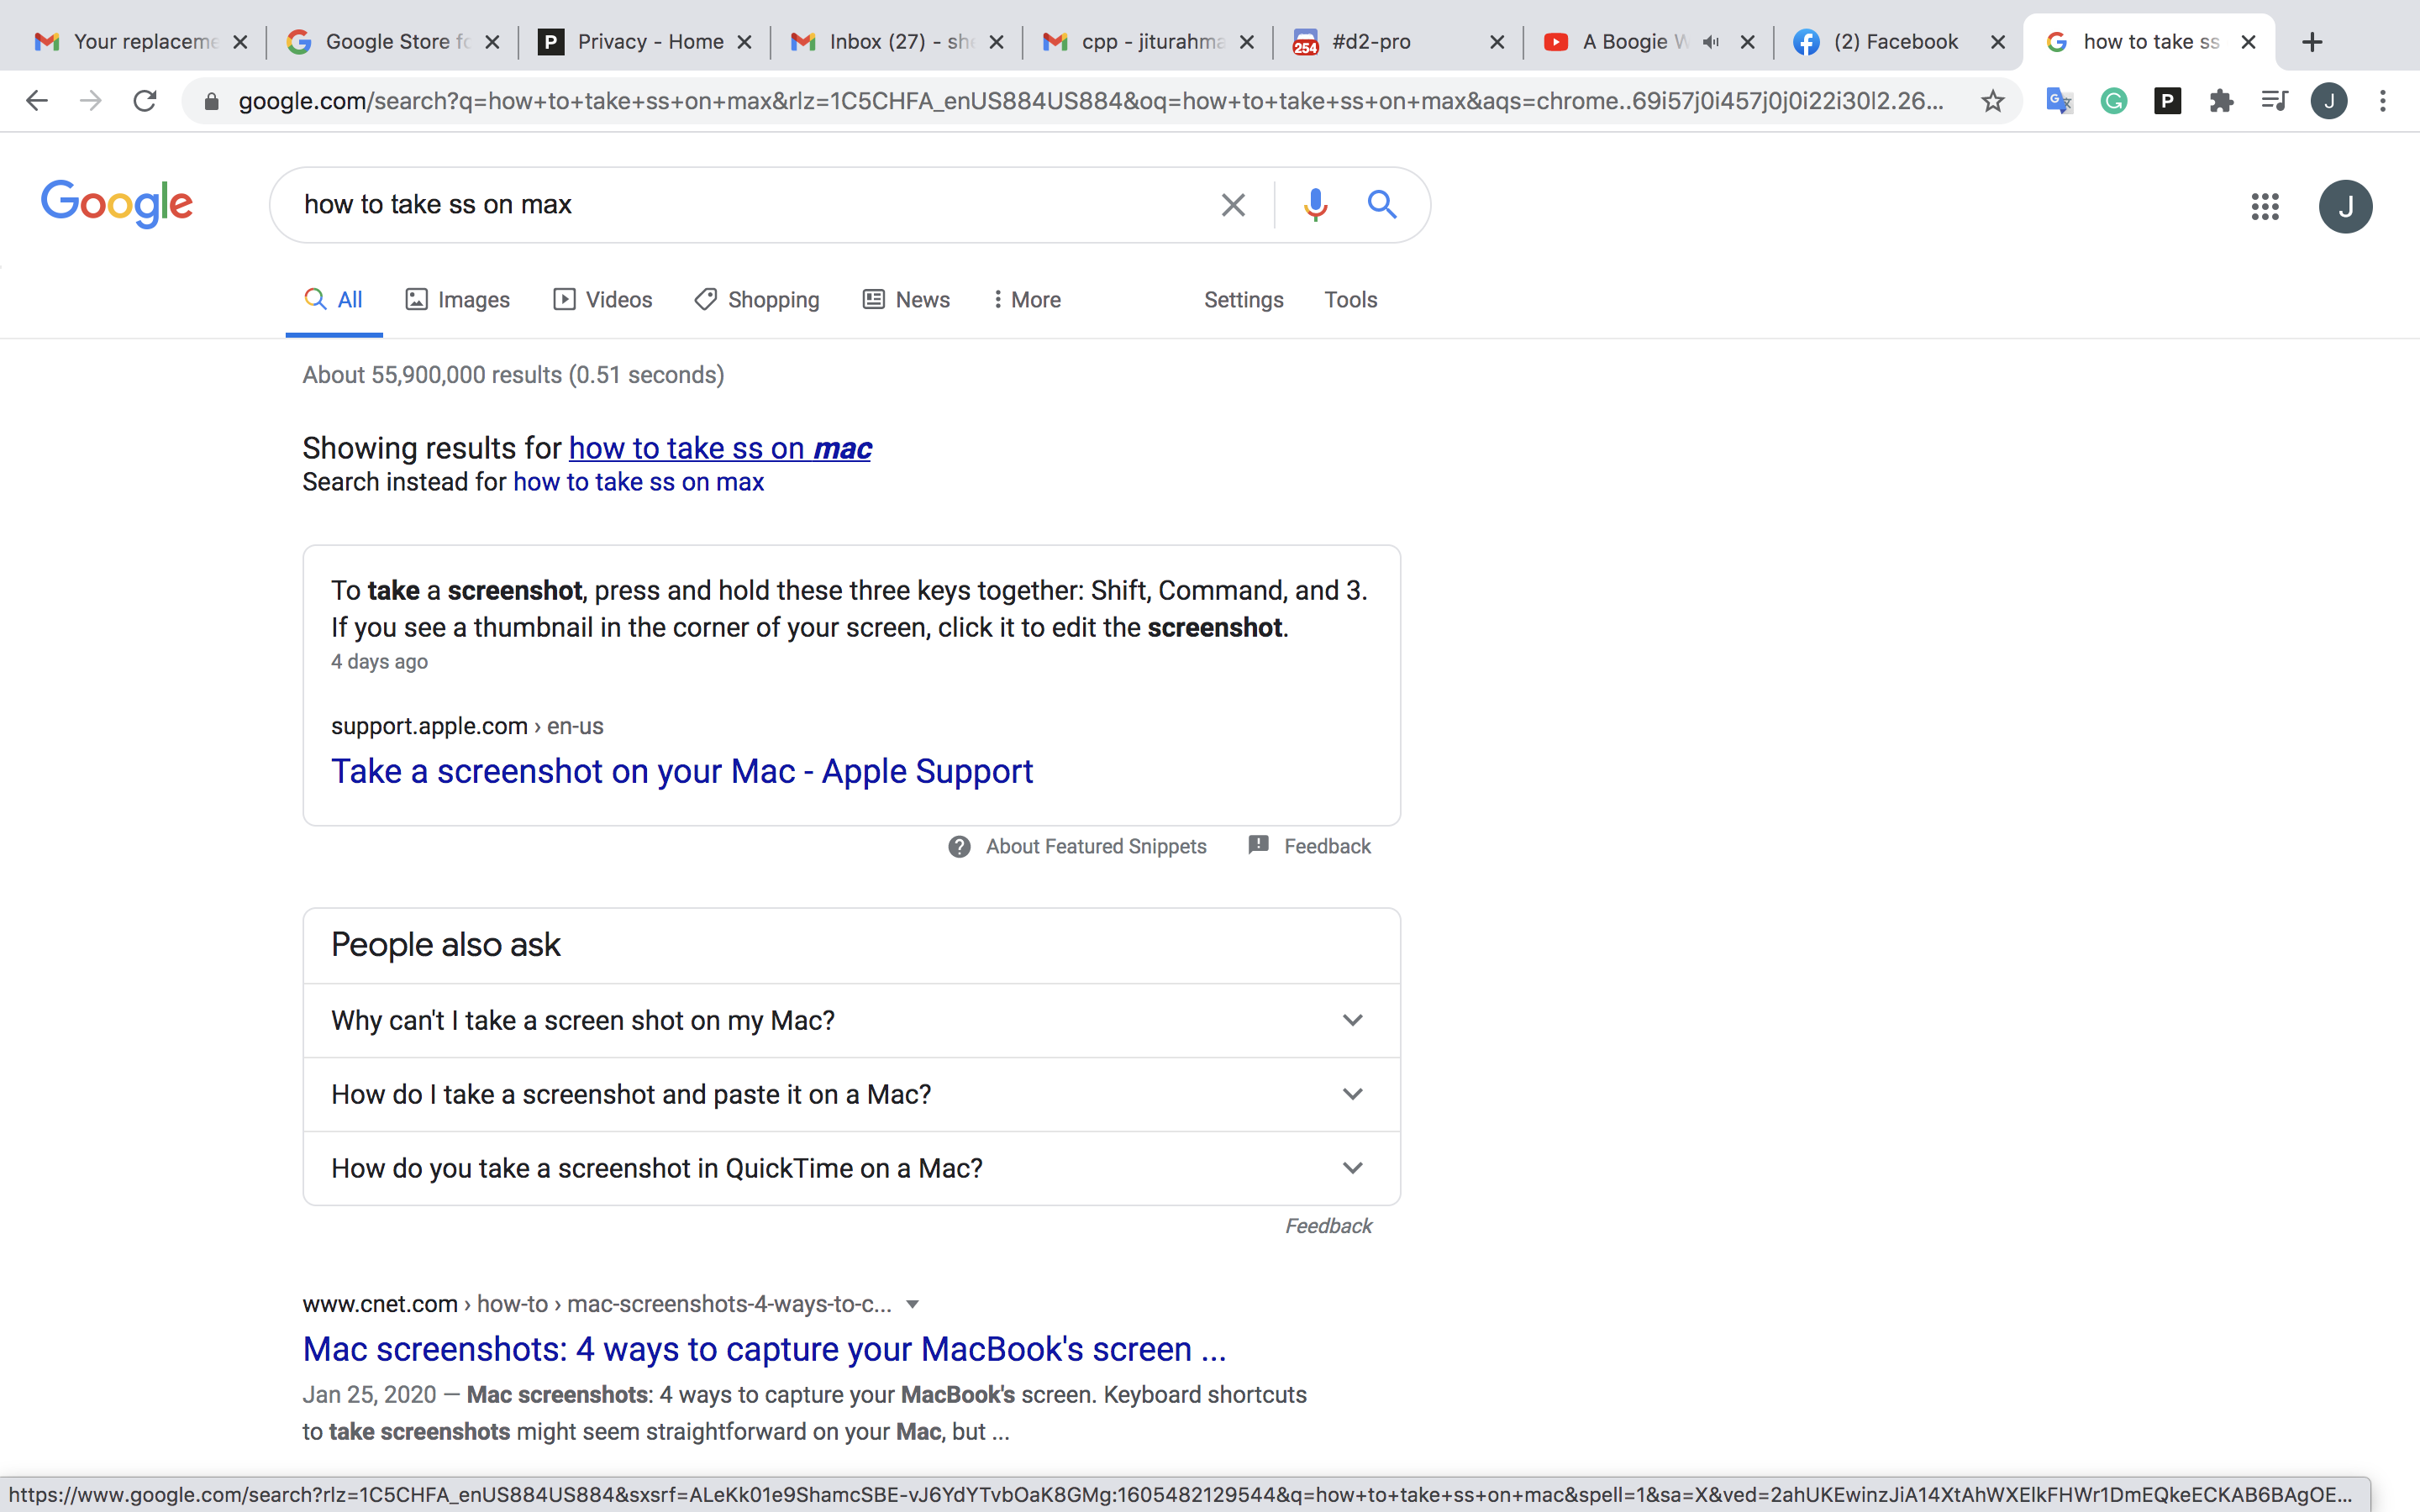 Your replaceme
Google Store fo
Privacy - Home
Inbox (27) - she
cpp - jiturahma
254 #d2-pro
A Boogie W
(2) Facebook
how to take ss
google.com/search?q=how+to+take+ss+on+max&rlz=1C5CHFA_enUS884US884&oq=how+to+take+ss+on+max&aqs=chrome..69i57j0i457j0j0i22i30l2.26...
G
P
J
Google
how to take ss on max
J
All
Images
Videos
Shopping
News
More
Settings
Tools
About 55,900,000 results (0.51 seconds)
Showing results for how to take ss on mac
Search instead for how to take ss on max
To take a screenshot, press and hold these three keys together: Shift, Command, and 3.
If you see a thumbnail in the corner of your screen, click it to edit the screenshot.
4 days ago
support.apple.com › en-us
Take a screenshot on your Mac - Apple Support
About Featured Snippets
Feedback
People also ask
Why can't I take a screen shot on my Mac?
How do I take a screenshot and paste it on a Mac?
How do you take a screenshot in QuickTime on a Mac?
Feedback
www.cnet.com › how-to › mac-screenshots-4-ways-to-c...
Mac screenshots: 4 ways to capture your MacBook's screen ...
Jan 25, 2020 — Mac screenshots: 4 ways to capture your MacBook's screen. Keyboard shortcuts
to take screenshots might seem straightforward on your Mac, but ...
https://www.google.com/search?rlz=1C5CHFA_enUS884US884&sxsrf=ALeKk01e9ShamcSBE-vJ6YdYTvbOaK8GMg:1605482129544&q=how+to+take+ss+on+mac&spell=1&sa=X&ved=2ahUKEwinzJiA14XtAhWXElkFHWr1DmEQkeECKAB6BAgOE...